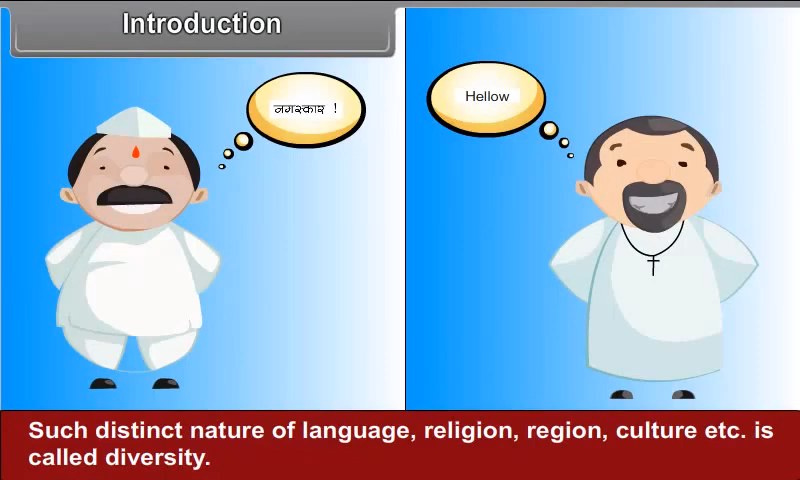 Introduction
नमस्कार !
Hellow
Such distinct nature of language, religion, region, culture etc. is
called diversity.